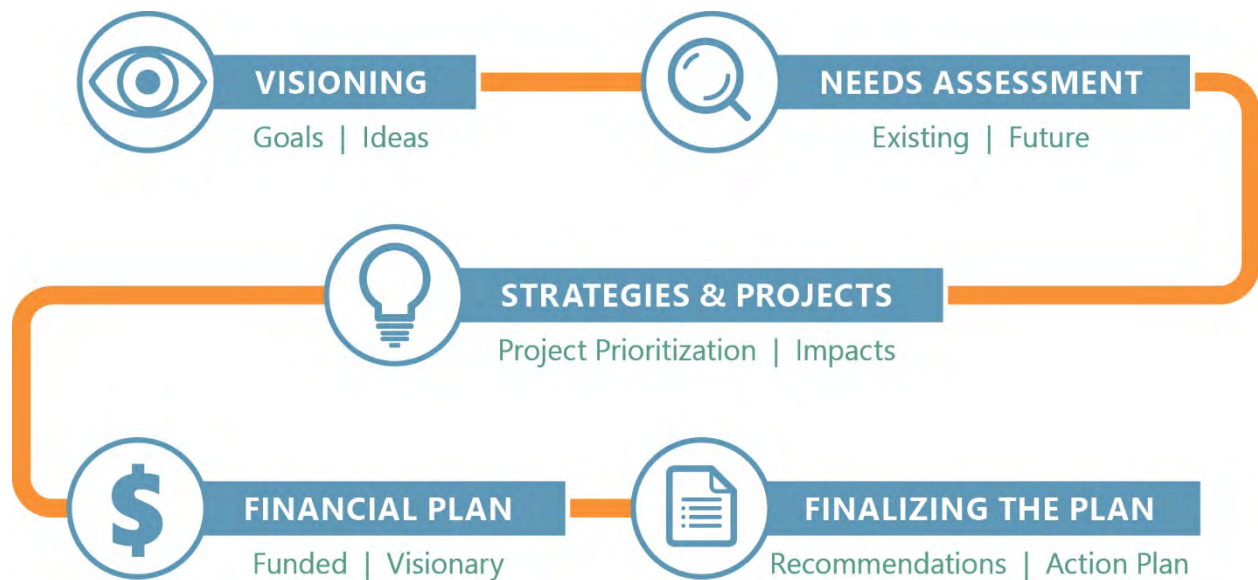 VISIONING
Goals | Ideas
NEEDS ASSESSMENT
Existing | Future
STRATEGIES & PROJECTS
Project Prioritization | Impacts
$ FINANCIAL PLAN
Funded | Visionary
FINALIZING THE PLAN
Recommendations | Action Plan